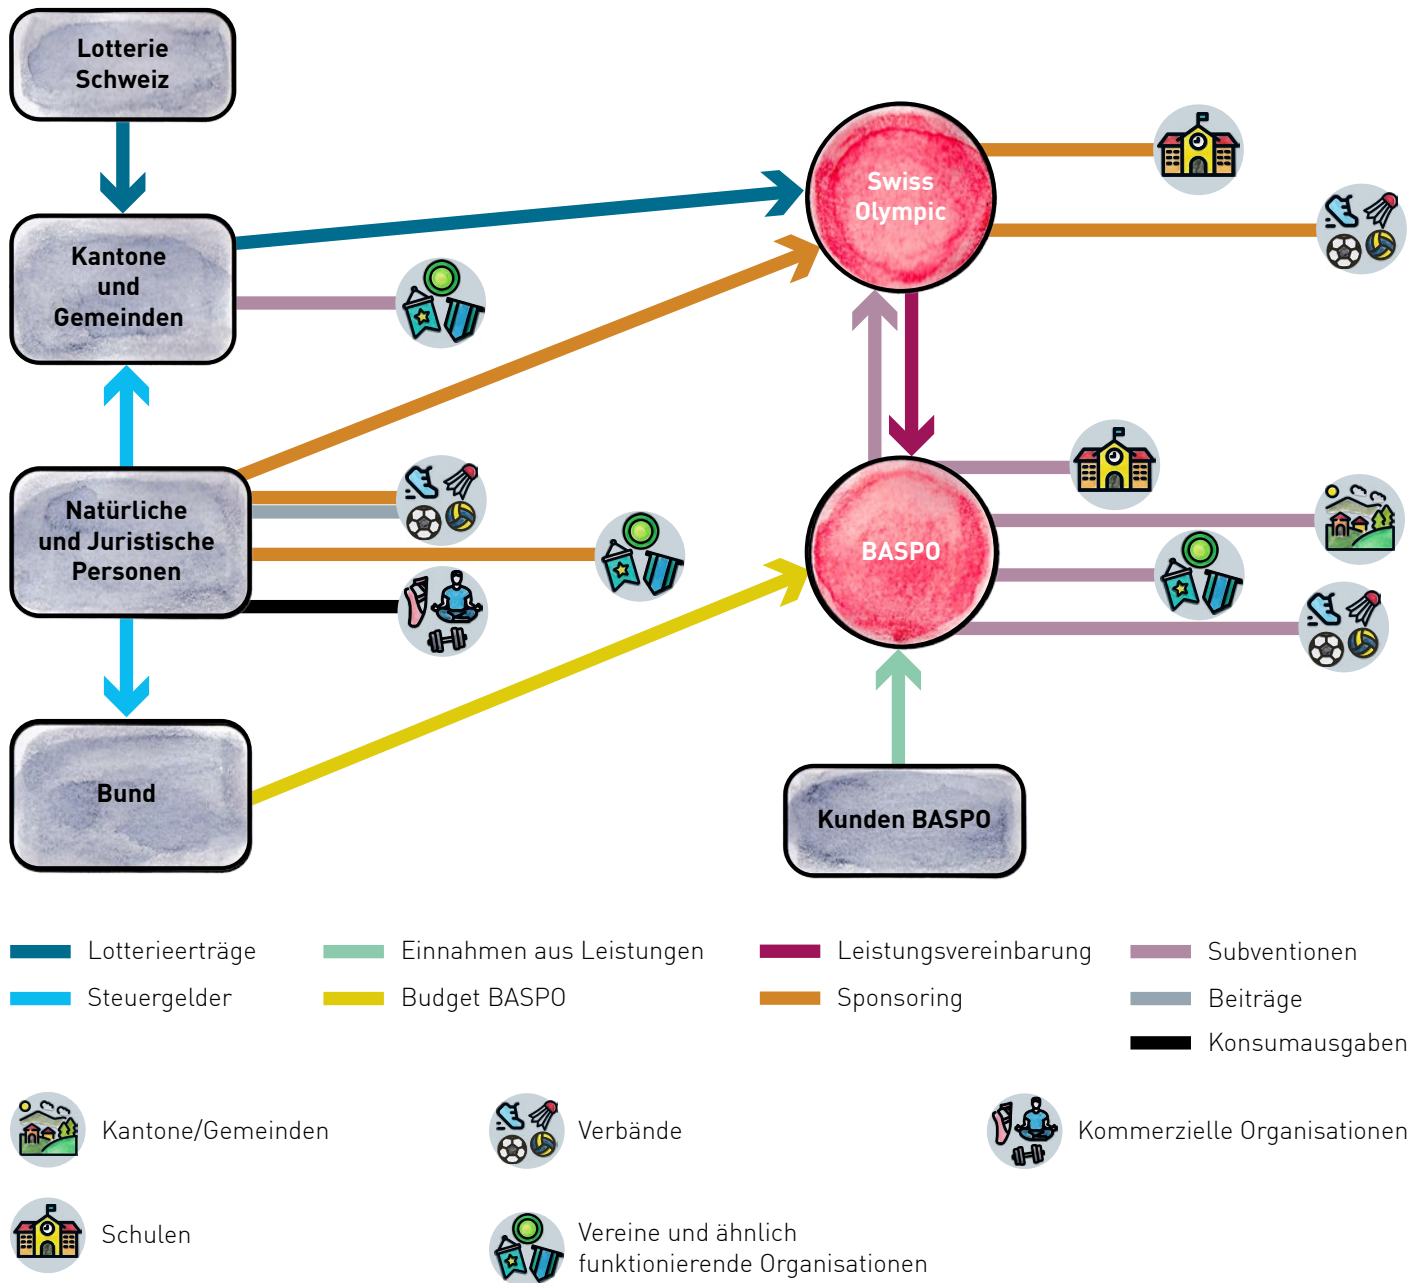 Lotterie
Schweiz
Swiss
Olympic
Kantone
und
Gemeinden
Natürliche
und Juristische
Personen
BASPO
Bund
Kunden BASPO
Lotterieerträge
Einnahmen aus Leistungen
Leistungsvereinbarung
Subventionen
Steuergelder
Budget BASPO
Sponsoring
Beiträge
Konsumausgaben
Kantone/Gemeinden
Verbände
Kommerzielle Organisationen
Schulen
Vereine und ähnlich
funktionierende Organisationen